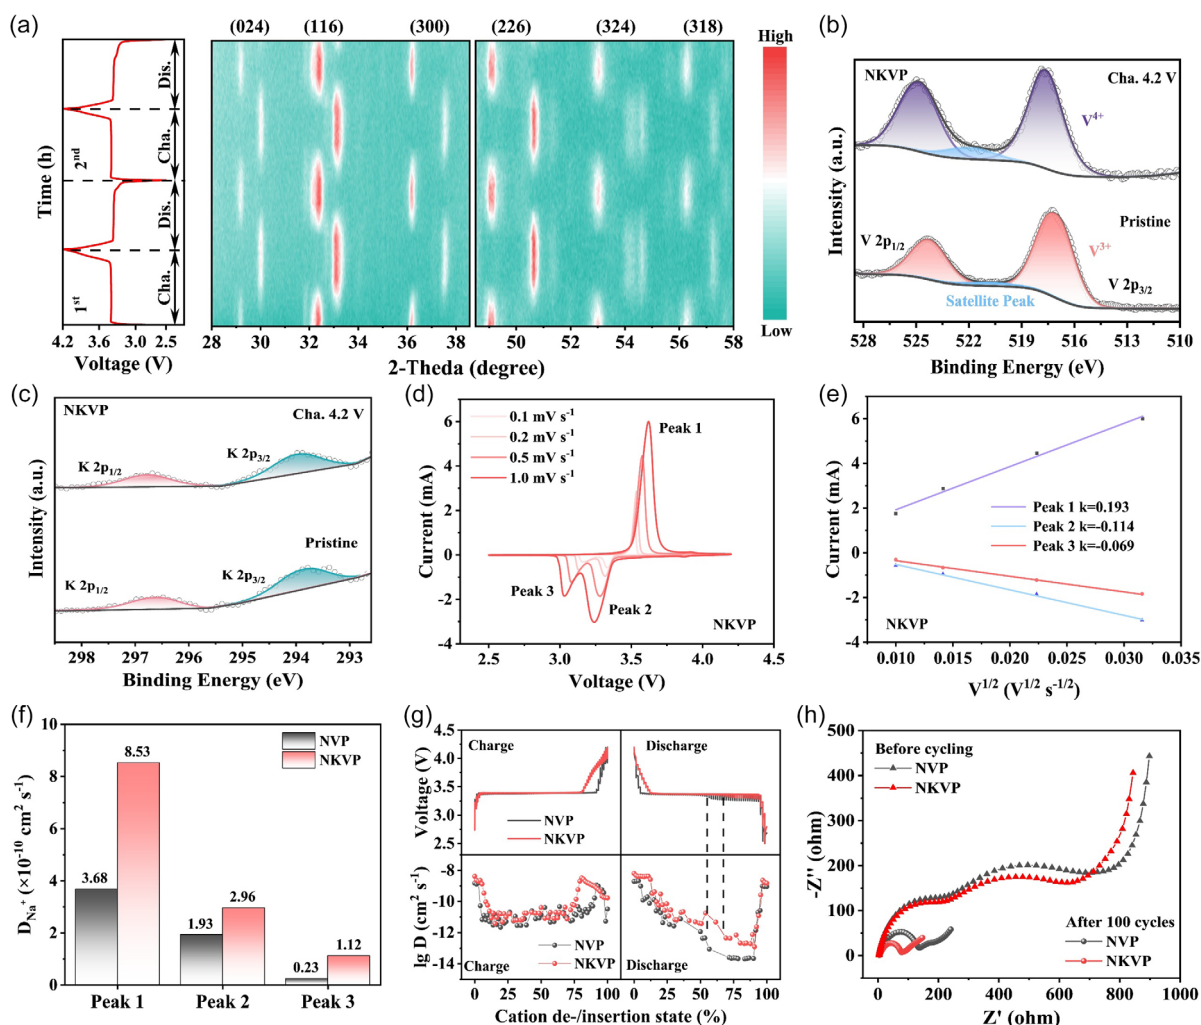 (a)
(024) (116) (300) (226) (324) (318)
Time (h)
1st 2nd
Cha. Dis. Cha. Dis.
4.2 3.6 3.0 2.4
Voltage (V)
28 30 32 34 36 38 50 52 54 56 58
2-Theda (degree)
High
Low
(b)
NKVP Cha. 4.2 V
V4+
Pristine
V 2p1/2
V3+
V 2p3/2
Satellite Peak
Intensity (a.u.)
528 525 522 519 516 513 510
Binding Energy (eV)
(c)
NKVP Cha. 4.2 V
K 2p1/2 K 2p3/2
Pristine
K 2p1/2 K 2p3/2
Intensity (a.u.)
298 297 296 295 294 293
Binding Energy (eV)
(d)
0.1 mV s-1
0.2 mV s-1
0.5 mV s-1
1.0 mV s-1
Peak 1
Peak 3
Peak 2
NKVP
Current (mA)
6
4
2
0
-2
-4
2.5 3.0 3.5 4.0 4.5
Voltage (V)
(e)
Peak 1 k=0.193
Peak 2 k=-0.114
Peak 3 k=-0.069
NKVP
Current (mA)
6
4
2
0
-2
-4
0.010 0.015 0.020 0.025 0.030 0.035
V1/2 (V1/2 s-1/2)
(f)
NVP
NKVP
3.68 8.53
1.93 2.96
0.23 1.12
DNa+ (×10-10 cm2 s-1)
10
8
6
4
2
0
Peak 1 Peak 2 Peak 3
(g)
Charge Discharge
NVP
NKVP
Voltage (V)
4.5
4.0
3.5
3.0
2.5
lg D (cm2 s-1)
-8
-10
-11
-13
-14
NVP
NKVP
Charge
NVP
NKVP
Discharge
0 25 50 75 100 0 25 50 75 100
Cation de-/insertion state (%)
(h)
Before cycling
NVP
NKVP
After 100 cycles
NVP
NKVP
-Z'' (ohm)
500
400
300
200
100
0
0 200 400 600 800 1000
Z' (ohm)